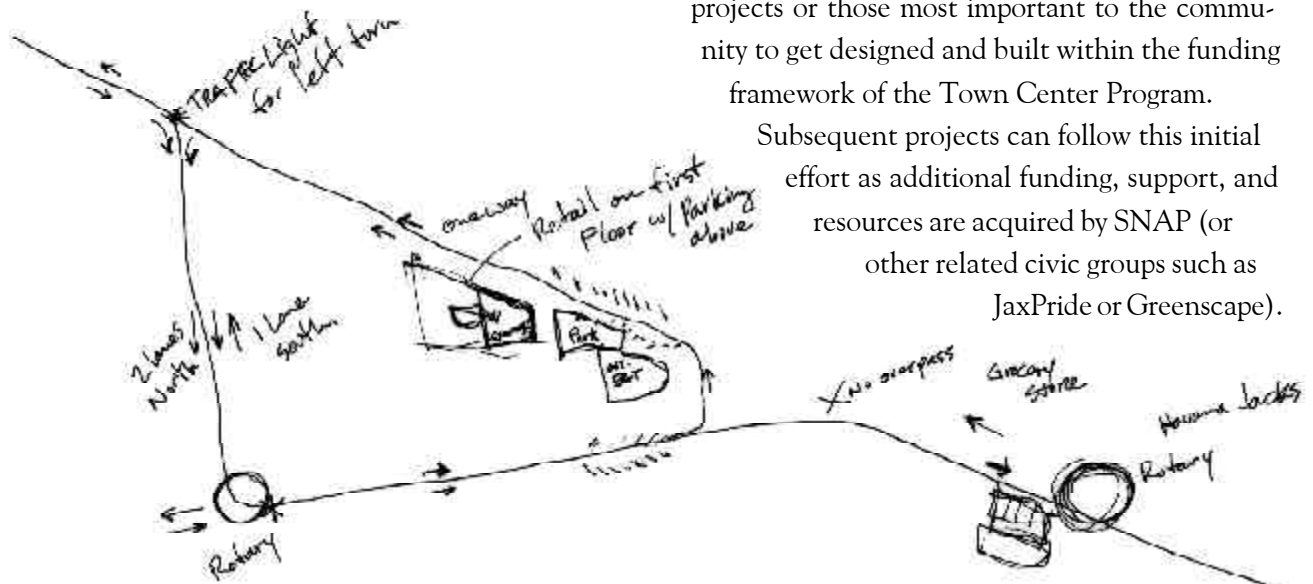 projects or those most important to the commu-
nity to get designed and built within the funding
framework of the Town Center Program.
Subsequent projects can follow this initial
effort as additional funding, support, and
resources are acquired by SNAP (or
other related civic groups such as
JaxPride or Greenscape).
TRAFFIC Light
for left turn
one way
Retail on first
Floor w/ Parking
above
2 lanes
North
1 lane
South
Park
No overpass
Grocery
Store
Havana Jacks
Rotary
Rotary